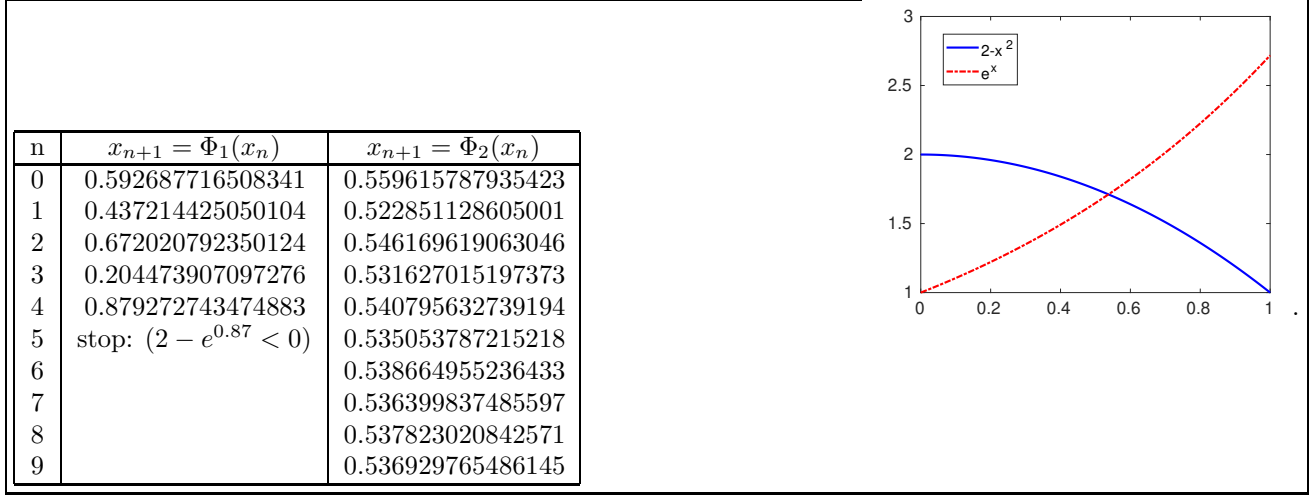 n x_{n+1} = Φ_1(x_n) x_{n+1} = Φ_2(x_n)
0 0.592687716508341 0.559615787935423
1 0.437214425050104 0.522851128605001
2 0.672020792350124 0.546169619063046
3 0.204473907097276 0.531627015197373
4 0.879272743474883 0.540795632739194
5 stop: (2 − e^{0.87} < 0) 0.535053787215218
6 0.538664955236433
7 0.536399837485597
8 0.537823020842571
9 0.536929765486145
3
2.5
2
1.5
1
0 0.2 0.4 0.6 0.8 1
2-x^2
e^x
.